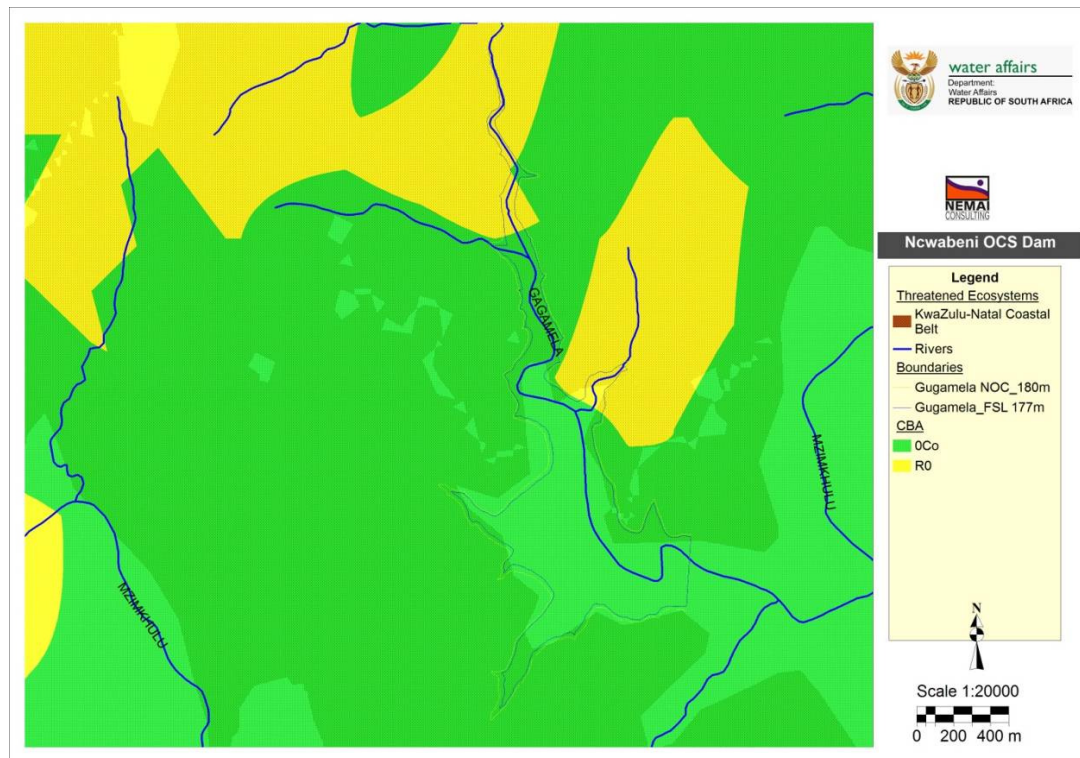 water affairs
Department:
Water Affairs
REPUBLIC OF SOUTH AFRICA
NEMAI
CONSULTING
Ncwabeni OCS Dam
Legend
Threatened Ecosystems
KwaZulu-Natal Coastal
Belt
Rivers
Boundaries
Gugamela NOC_180m
Gugamela_FSL 177m
CBA
0Co
R0
GAGAMELA
MZIMKHULU
MZIMKHULU
N
Scale 1:20000
0 200 400 m